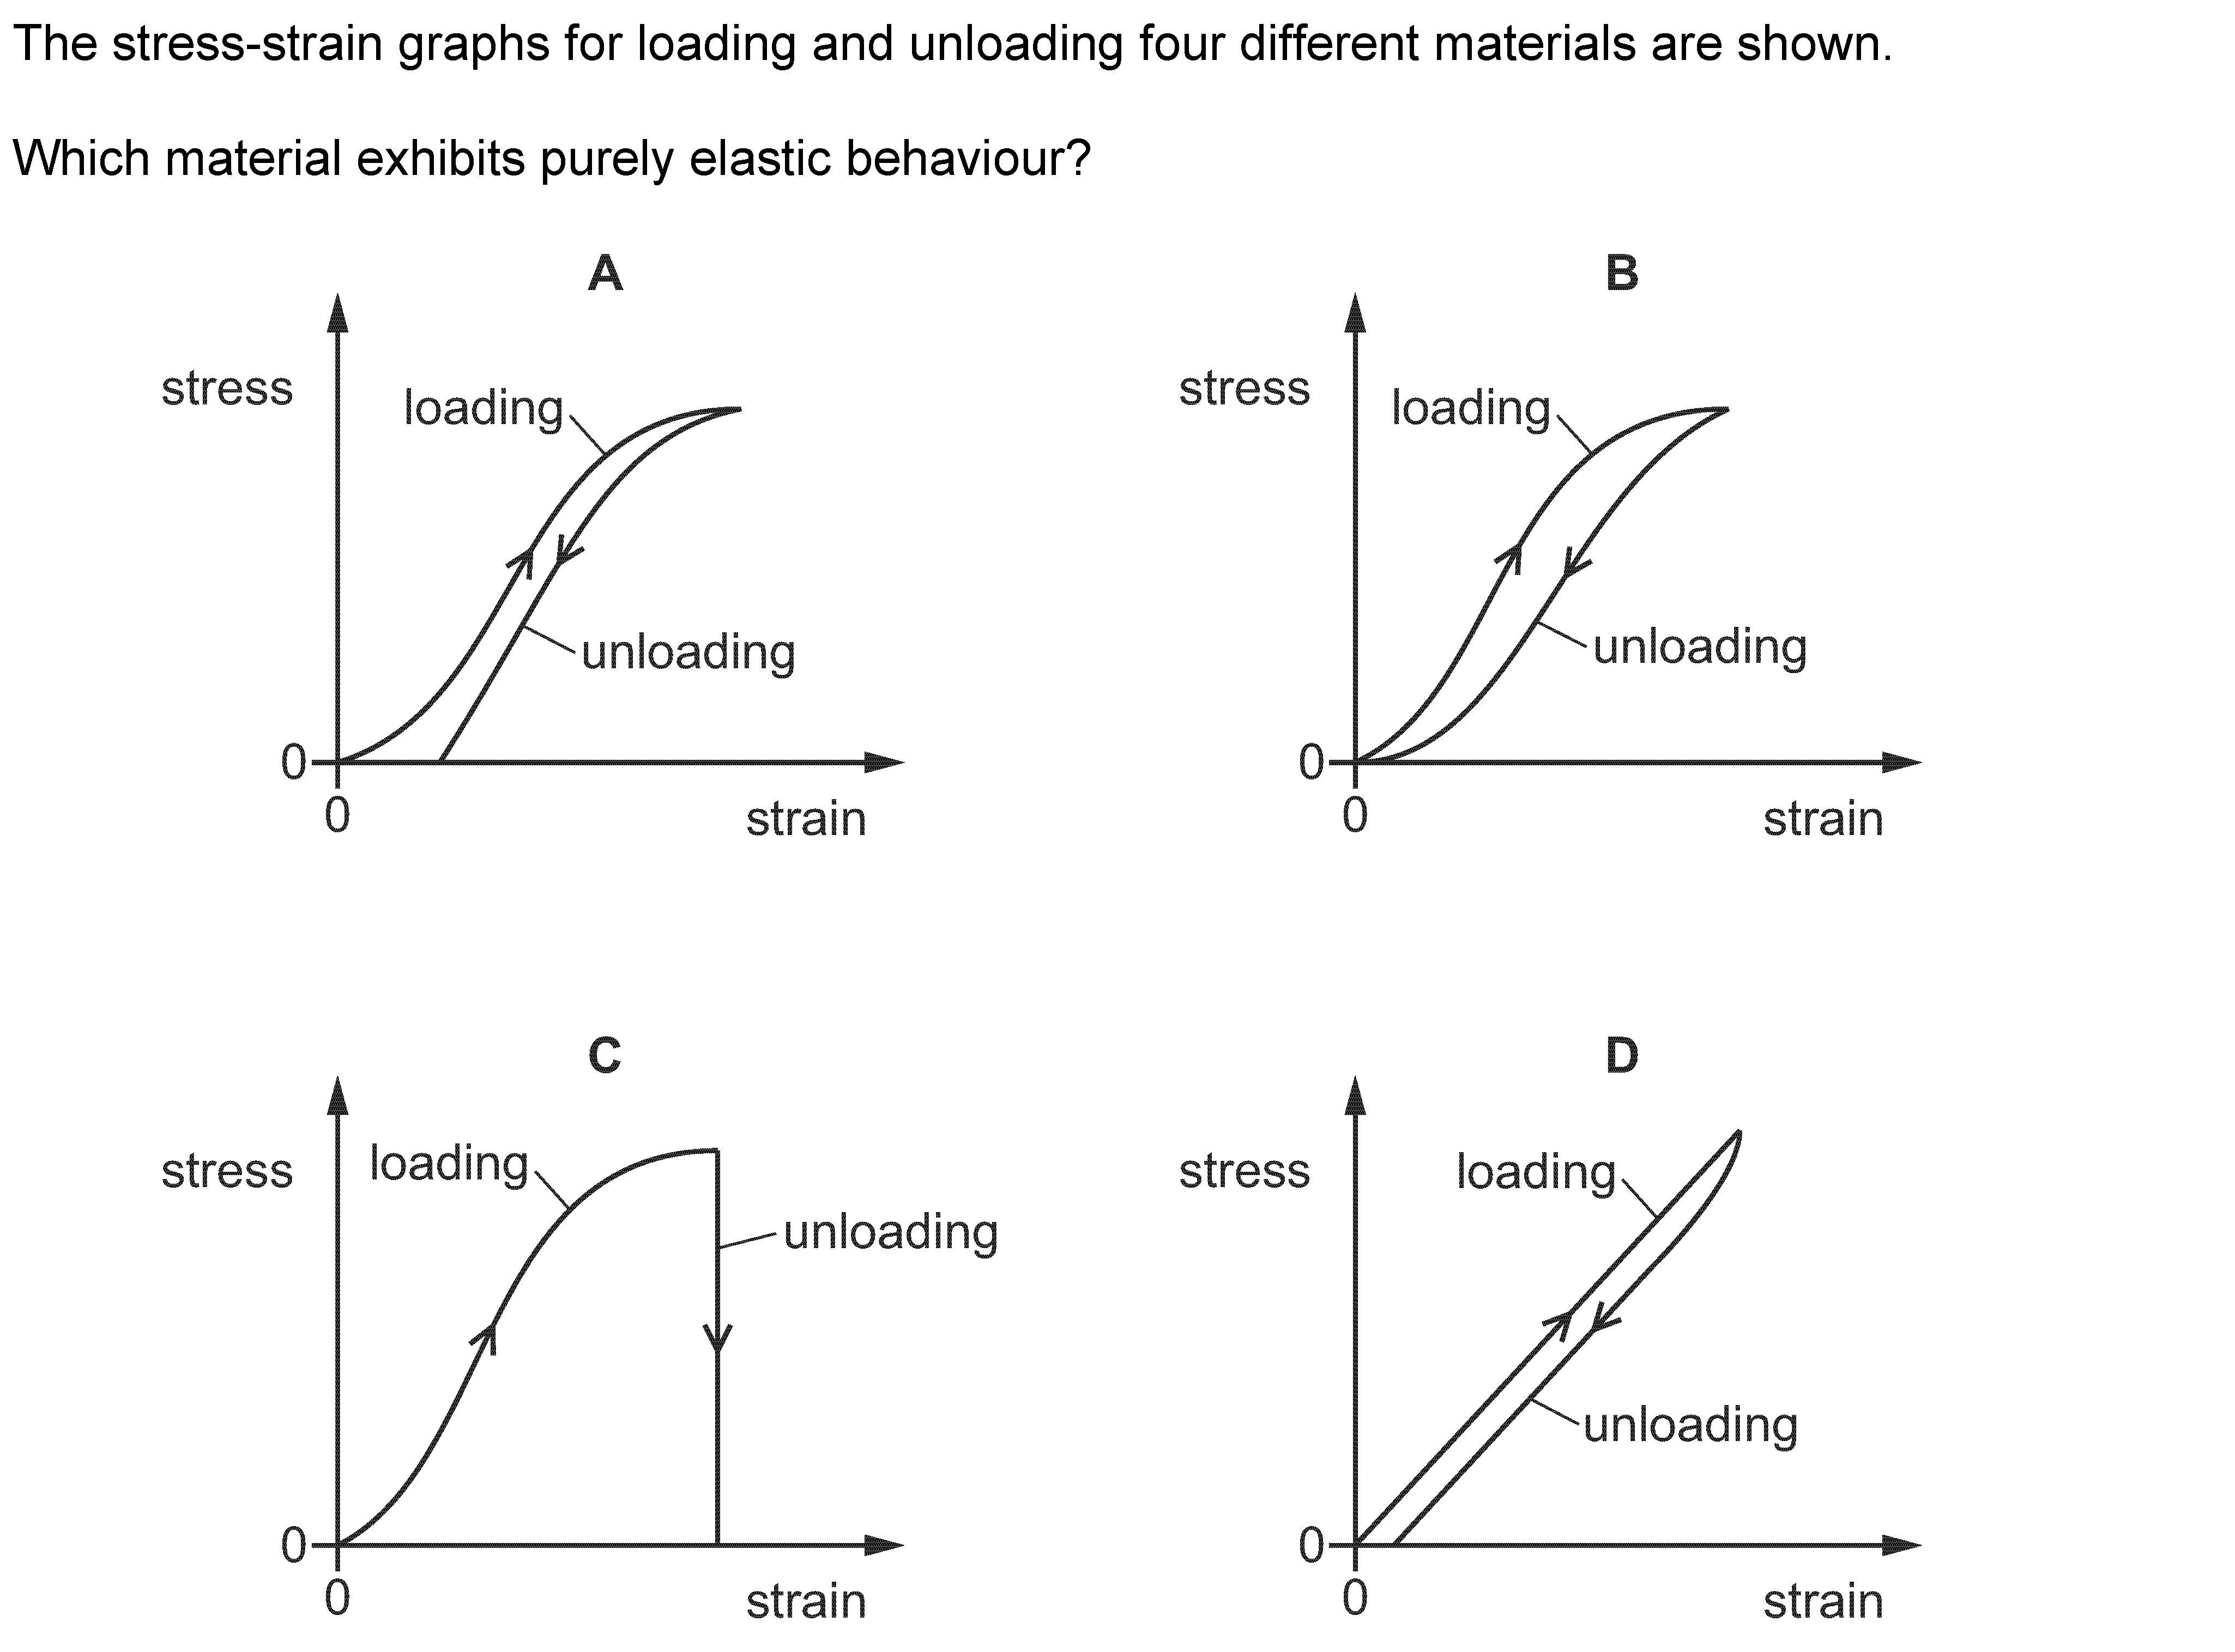 The stress-strain graphs for loading and unloading four different materials are shown.
Which material exhibits purely elastic behaviour?
A
stress
loading
unloading
0
0
strain
B
stress
loading
unloading
0
0
strain
C
stress
loading
unloading
0
0
strain
D
stress
loading
unloading
0
0
strain